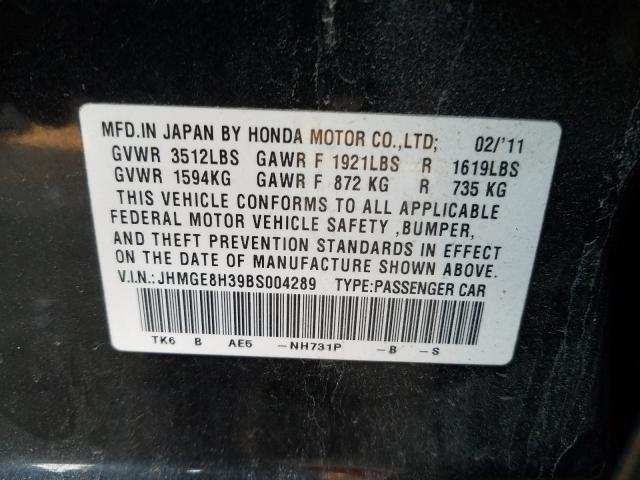 MFD.IN JAPAN BY HONDA MOTOR CO.,LTD; 02/'11
GVWR 3512LBS GAWR F 1921LBS R 1619LBS
GVWR 1594KG GAWR F 872 KG R 735 KG
THIS VEHICLE CONFORMS TO ALL APPLICABLE
FEDERAL MOTOR VEHICLE SAFETY ,BUMPER,
AND THEFT PREVENTION STANDARDS IN EFFECT
ON THE DATE OF MANUFACTURE SHOWN ABOVE.
V.I.N.: JHMGE8H39BS004289 TYPE:PASSENGER CAR
TK6 B AE5 -NH731P -B -S